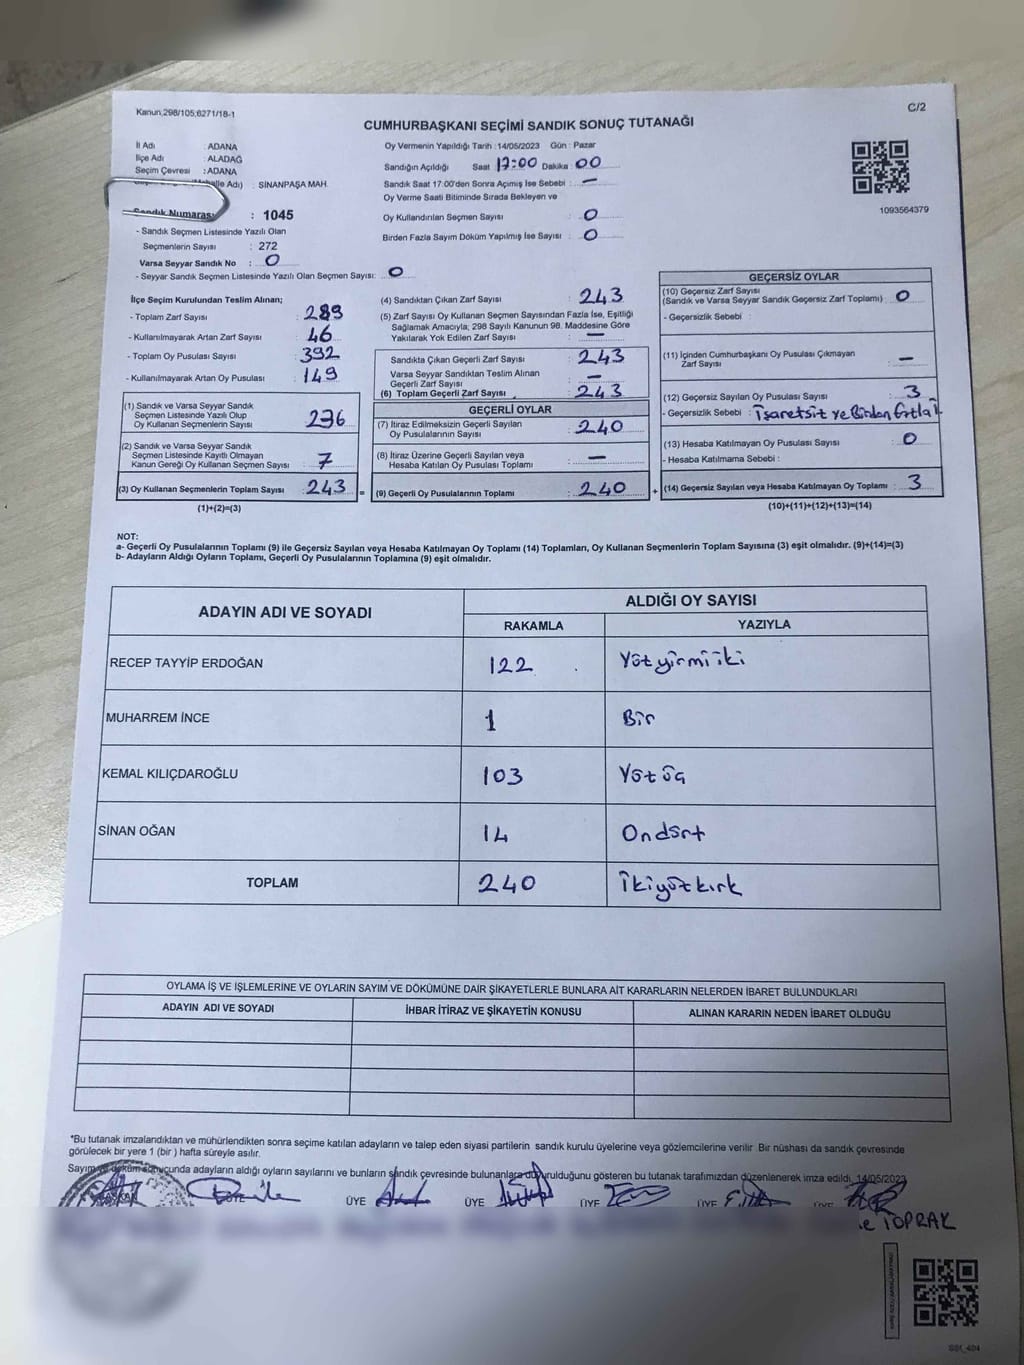 Kanun,298/105;6271/18-1
C/2
CUMHURBAŞKANI SEÇİMİ SANDIK SONUÇ TUTANAĞI
İl Adı : ADANA
İlçe Adı : ALADAĞ
Seçim Çevresi : ADANA
Adı) : SİNANPAŞA MAH.
Sandık Numarası : 1045
- Sandık Seçmen Listesinde Yazılı Olan
Seçmenlerin Sayısı : 272
Varsa Seyyar Sandık No : 0
- Seyyar Sandık Seçmen Listesinde Yazılı Olan Seçmen Sayısı: 0
Oy Vermenin Yapıldığı Tarih :14/05/2023 Gün : Pazar
Sandığın Açıldığı Saat 17:00 Dakika : 00
Sandık Saat 17:00'den Sonra Açımış İse Sebebi : —
Oy Verme Saati Bitiminde Sırada Bekleyen ve
Oy Kullandırılan Seçmen Sayısı : 0
Birden Fazla Sayım Döküm Yapılmış İse Sayısı : 0
1093564379
İlçe Seçim Kurulundan Teslim Alınan;
- Toplam Zarf Sayısı : 289
- Kullanılmayarak Artan Zarf Sayısı : 46
- Toplam Oy Pusulası Sayısı : 392
- Kullanılmayarak Artan Oy Pusulası : 149
(1) Sandık ve Varsa Seyyar Sandık
Seçmen Listesinde Yazılı Olup
Oy Kullanan Seçmenlerin Sayısı : 236
(2) Sandık ve Varsa Seyyar Sandık
Seçmen Listesinde Kayıtlı Olmayan
Kanun Gereği Oy Kullanan Seçmen Sayısı : 7
(3) Oy Kullanan Seçmenlerin Toplam Sayısı : 243
(1)+(2)=(3)
(4) Sandıktan Çıkan Zarf Sayısı : 243
(5) Zarf Sayısı Oy Kullanan Seçmen Sayısından Fazla İse, Eşitliği
Sağlamak Amacıyla; 298 Sayılı Kanunun 98. Maddesine Göre
Yakılarak Yok Edilen Zarf Sayısı : —
Sandıkta Çıkan Geçerli Zarf Sayısı : 243
Varsa Seyyar Sandıktan Teslim Alınan
Geçerli Zarf Sayısı : —
(6) Toplam Geçerli Zarf Sayısı : 243
GEÇERLİ OYLAR
(7) İtiraz Edilmeksizin Geçerli Sayılan
Oy Pusulalarının Sayısı : 240
(8) İtiraz Üzerine Geçerli Sayılan veya
Hesaba Katılan Oy Pusulası Toplamı : —
= (9) Geçerli Oy Pusulalarının Toplamı : 240
GEÇERSİZ OYLAR
(10) Geçersiz Zarf Sayısı
(Sandık ve Varsa Seyyar Sandık Geçersiz Zarf Toplamı) : 0
- Geçersizlik Sebebi :
(11) İçinden Cumhurbaşkanı Oy Pusulası Çıkmayan
Zarf Sayısı : —
(12) Geçersiz Sayılan Oy Pusulası Sayısı : 3
- Geçersizlik Sebebi : İşaretsiz ve Birden fazla
(13) Hesaba Katılmayan Oy Pusulası Sayısı : 0
- Hesaba Katılmama Sebebi :
+ (14) Geçersiz Sayılan veya Hesaba Katılmayan Oy Toplamı : 3
(10)+(11)+(12)+(13)=(14)
NOT:
a- Geçerli Oy Pusulalarının Toplamı (9) ile Geçersiz Sayılan veya Hesaba Katılmayan Oy Toplamı (14) Toplamları, Oy Kullanan Seçmenlerin Toplam Sayısına (3) eşit olmalıdır. (9)+(14)=(3)
b- Adayların Aldığı Oyların Toplamı, Geçerli Oy Pusulalarının Toplamına (9) eşit olmalıdır.
ADAYIN ADI VE SOYADI ALDIĞI OY SAYISI
RAKAMLA YAZIYLA
RECEP TAYYİP ERDOĞAN 122 Yüzyirmiiki
MUHARREM İNCE 1 Bir
KEMAL KILIÇDAROĞLU 103 Yüzüç
SİNAN OĞAN 14 Ondört
TOPLAM 240 İkiyüzkırk
OYLAMA İŞ VE İŞLEMLERİNE VE OYLARIN SAYIM VE DÖKÜMÜNE DAİR ŞİKAYETLERLE BUNLARA AİT KARARLARIN NELERDEN İBARET BULUNDUKLARI
ADAYIN ADI VE SOYADI İHBAR İTİRAZ VE ŞİKAYETİN KONUSU ALINAN KARARIN NEDEN İBARET OLDUĞU
*Bu tutanak imzalandıktan ve mühürlendikten sonra seçime katılan adayların ve talep eden siyasi partilerin sandık kurulu üyelerine veya gözlemcilerine verilir Bir nüshası da sandık çevresinde
görülecek bir yere 1 (bir ) hafta süreyle asılır.
Sayım ve döküm sonucunda adayların aldığı oyların sayılarını ve bunların sandık çevresinde bulunanlara duyurulduğunu gösteren bu tutanak tarafımızdan düzenlenerek imza edildi. 14/05/2023
BAŞKAN ÜYE ÜYE ÜYE ÜYE ÜYE ÜYE
TOPRAK